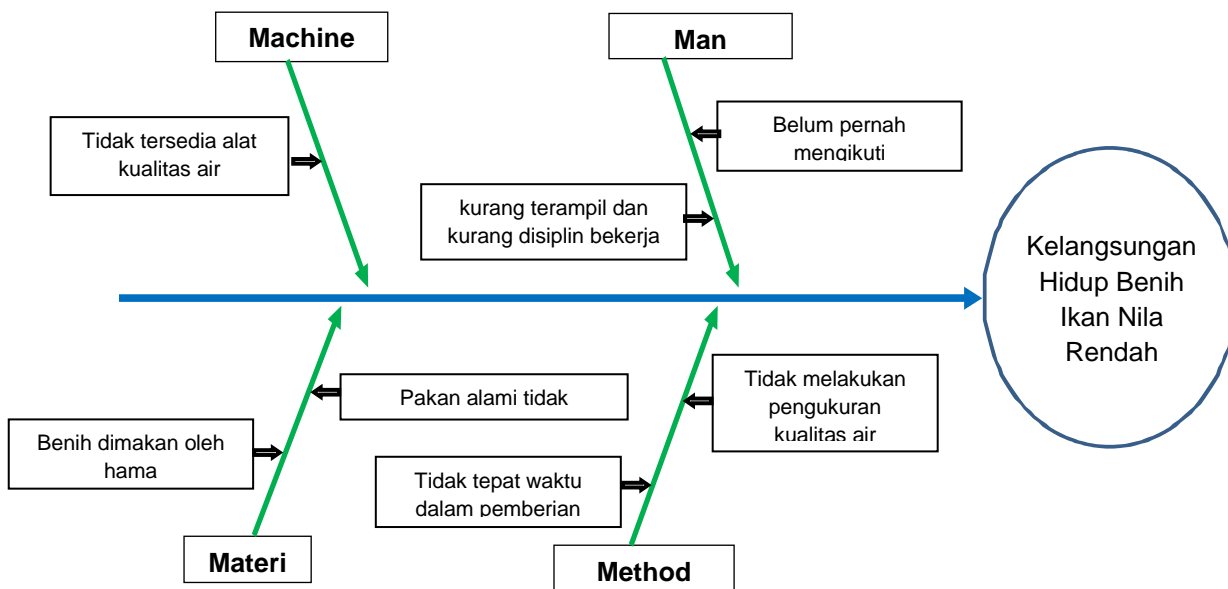 Machine
Man
Tidak tersedia alat
kualitas air
Belum pernah
mengikuti
kurang terampil dan
kurang disiplin bekerja
Kelangsungan
Hidup Benih
Ikan Nila
Rendah
Pakan alami tidak
Tidak melakukan
pengukuran
kualitas air
Benih dimakan oleh
hama
Tidak tepat waktu
dalam pemberian
Materi
Method